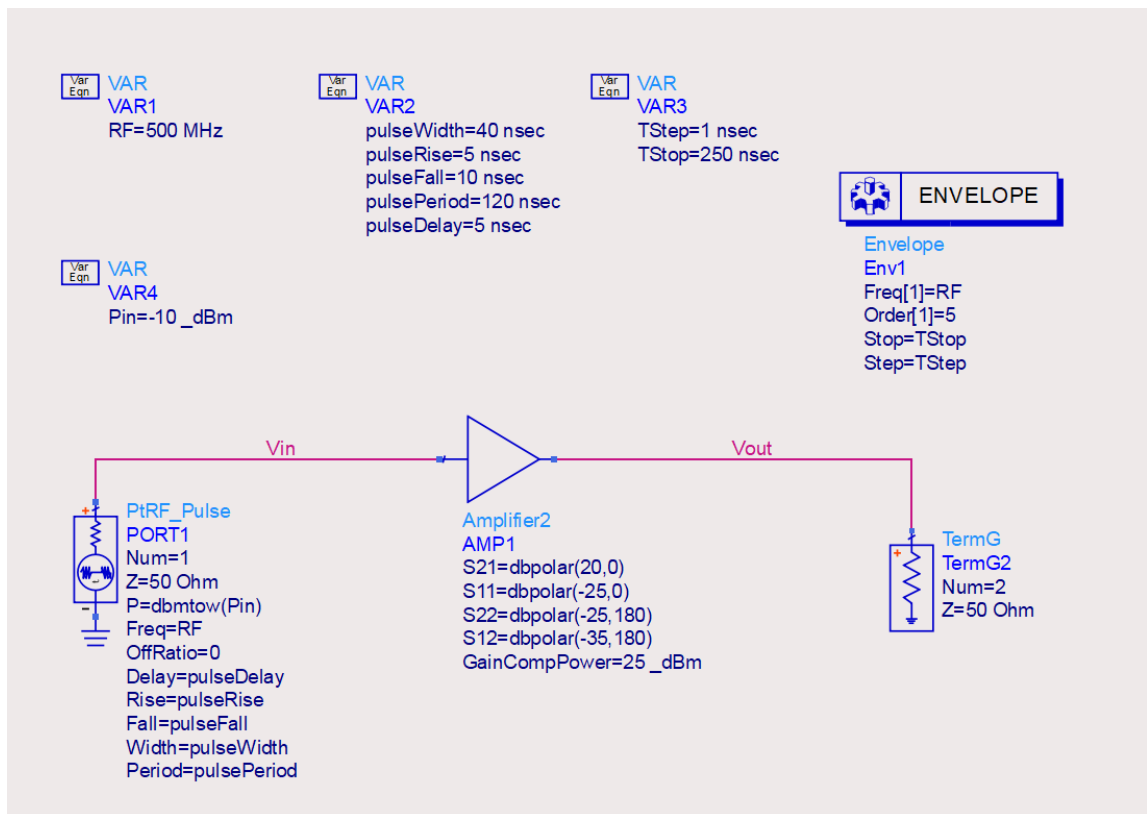 Var
Eqn
VAR
VAR1
RF=500 MHz
Var
Eqn
VAR
VAR2
pulseWidth=40 nsec
pulseRise=5 nsec
pulseFall=10 nsec
pulsePeriod=120 nsec
pulseDelay=5 nsec
Var
Eqn
VAR
VAR3
TStep=1 nsec
TStop=250 nsec
ENVELOPE
Envelope
Env1
Freq[1]=RF
Order[1]=5
Stop=TStop
Step=TStep
Var
Eqn
VAR
VAR4
Pin=-10 _dBm
Vin
Vout
PtRF_Pulse
PORT1
Num=1
Z=50 Ohm
P=dbmtow(Pin)
Freq=RF
OffRatio=0
Delay=pulseDelay
Rise=pulseRise
Fall=pulseFall
Width=pulseWidth
Period=pulsePeriod
Amplifier2
AMP1
S21=dbpolar(20,0)
S11=dbpolar(-25,0)
S22=dbpolar(-25,180)
S12=dbpolar(-35,180)
GainCompPower=25 _dBm
TermG
TermG2
Num=2
Z=50 Ohm